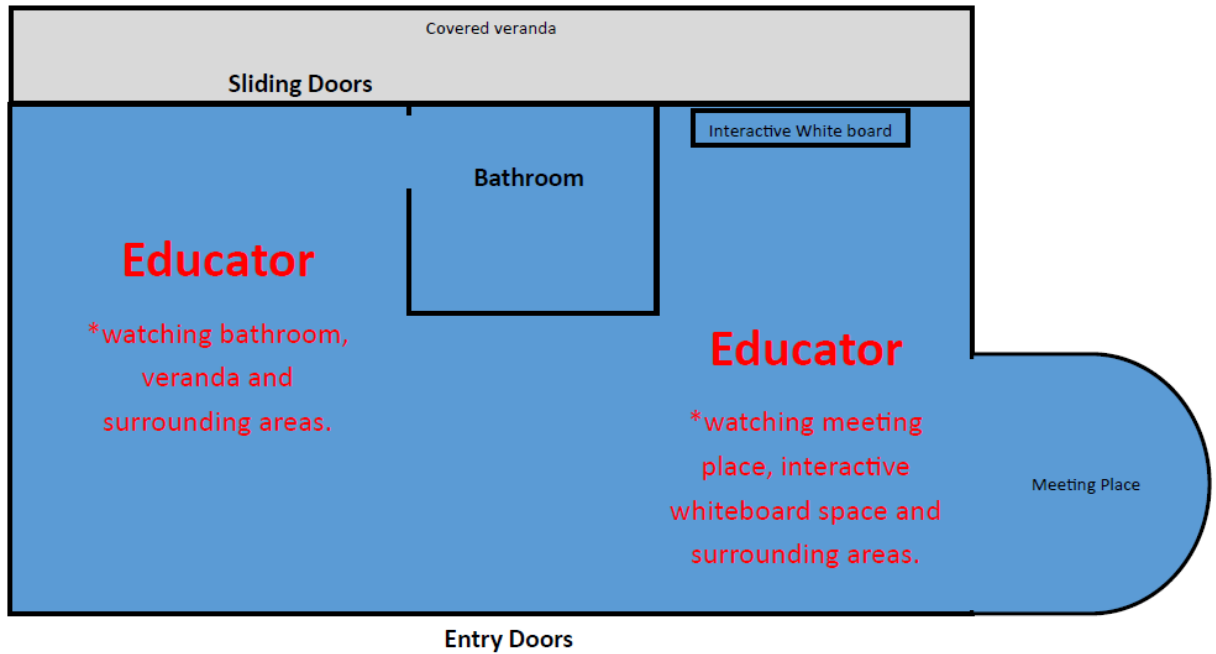 Covered veranda
Sliding Doors
Interactive White board
Bathroom
Educator
*watching bathroom,
veranda and
surrounding areas.
Educator
*watching meeting
place, interactive
whiteboard space and
surrounding areas.
Meeting Place
Entry Doors